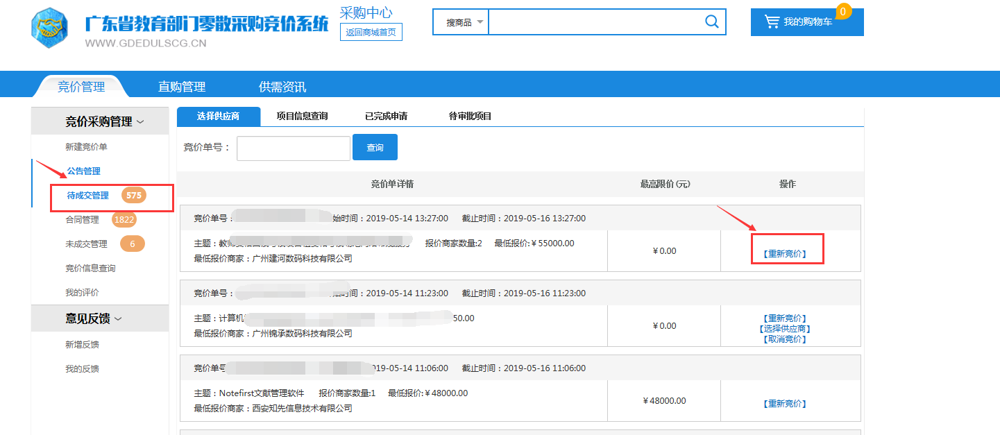 广东省教育部门零散采购竞价系统
WWW.GDEDULSCG.CN
采购中心
返回商城首页
搜商品
我的购物车
0
竞价管理 直购管理 供需资讯
竞价采购管理
新建竞价单
公告管理
待成交管理 575
合同管理 1822
未成交管理 6
竞价信息查询
我的评价
意见反馈
新增反馈
我的反馈
选择供应商 项目信息查询 已完成申请 待审批项目
竞价单号：
查询
竞价单详情 最高限价(元) 操作
竞价单号： 始时间：2019-05-14 13:27:00 截止时间：2019-05-16 13:27:00
主题： 报价商家数量:2 最低报价:￥55000.00
最低报价商家：广州建河数码科技有限公司
￥0.00
【重新竞价】
竞价单号： 时间：2019-05-14 11:23:00 截止时间：2019-05-16 11:23:00
主题：计算机 50.00
最低报价商家：广州锦承数码科技有限公司
￥0.00
【重新竞价】
【选择供应商】
【取消竞价】
竞价单号 019-05-14 11:06:00 截止时间：2019-05-16 11:06:00
主题：Notefirst文献管理软件 报价商家数量:1 最低报价:￥48000.00
最低报价商家：西安知先信息技术有限公司
￥48000.00
【重新竞价】